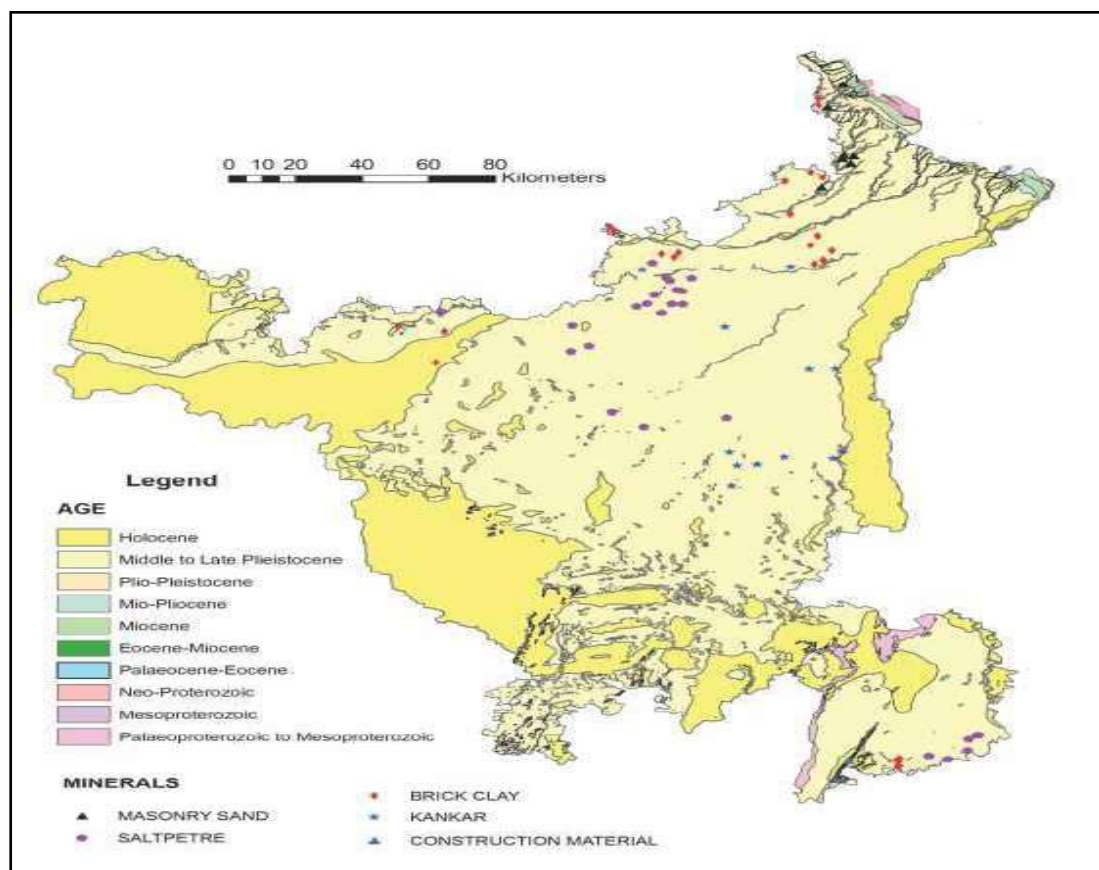 0 10 20 40 60 80
Kilometers
Legend
AGE
Holocene
Middle to Late Plieistocene
Plio-Pleistocene
Mio-Pliocene
Miocene
Eocene-Miocene
Palaeocene-Eocene
Neo-Proterozoic
Mesoproterozoic
Palaeoproterozoic to Mesoproterozoic
MINERALS
MASONRY SAND
SALTPETRE
BRICK CLAY
KANKAR
CONSTRUCTION MATERIAL